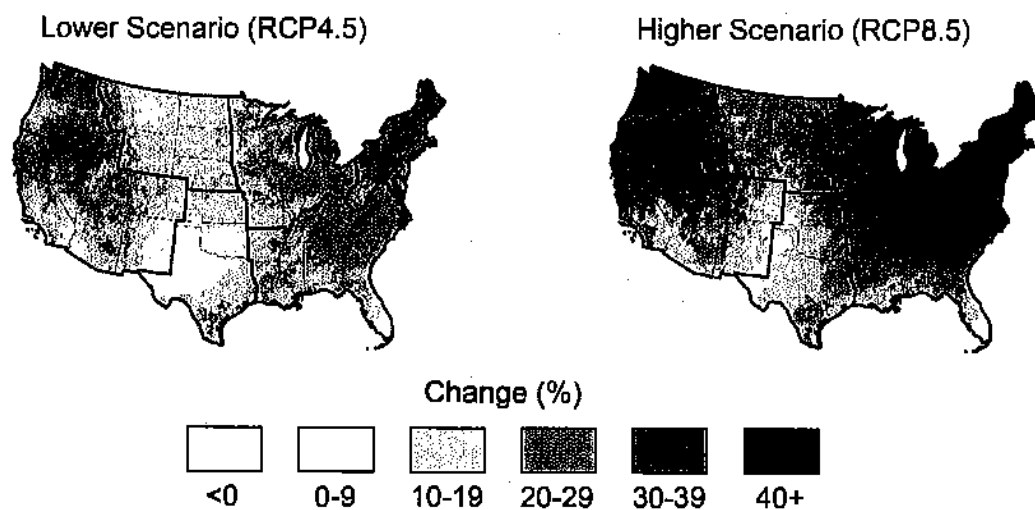 Lower Scenario (RCP4.5)
Higher Scenario (RCP8.5)
Change (%)
<0
0-9
10-19
20-29
30-39
40+